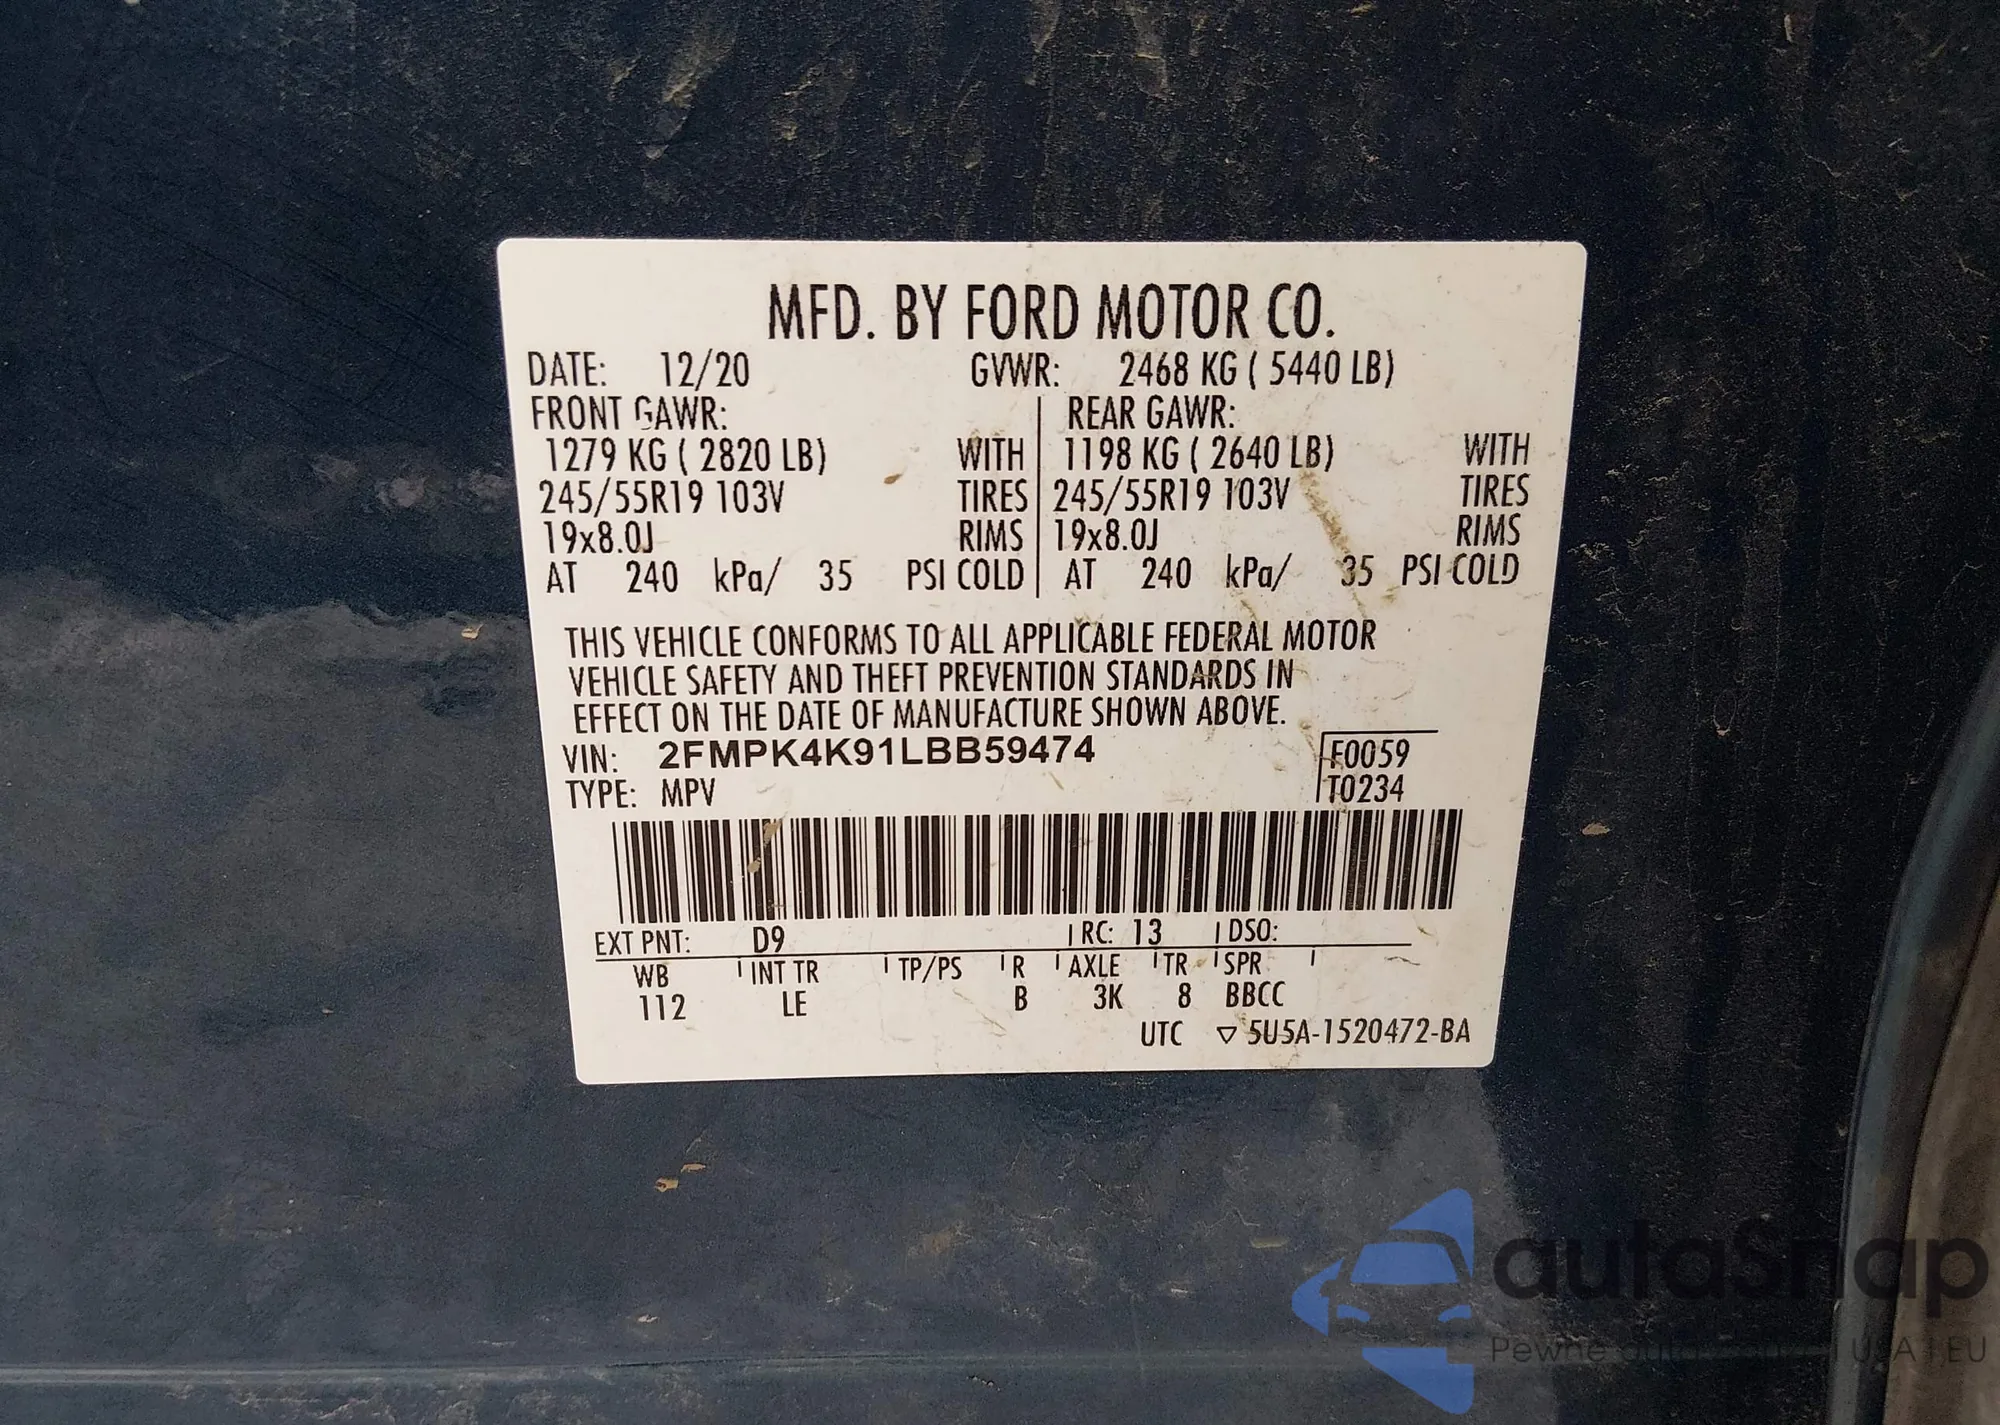 MFD. BY FORD MOTOR CO.
DATE: 12/20 GVWR: 2468 KG ( 5440 LB)
FRONT GAWR: REAR GAWR:
1279 KG ( 2820 LB) WITH 1198 KG ( 2640 LB) WITH
245/55R19 103V TIRES 245/55R19 103V TIRES
19x8.0J RIMS 19x8.0J RIMS
AT 240 kPa/ 35 PSI COLD AT 240 kPa/ 35 PSI COLD
THIS VEHICLE CONFORMS TO ALL APPLICABLE FEDERAL MOTOR
VEHICLE SAFETY AND THEFT PREVENTION STANDARDS IN
EFFECT ON THE DATE OF MANUFACTURE SHOWN ABOVE.
VIN: 2FMPK4K91LBB59474 F0059
TYPE: MPV T0234
EXT PNT: D9 RC: 13 DSO:
WB INT TR TP/PS R AXLE TR SPR
112 LE B 3K 8 BBCC
UTC ▽ 5U5A-1520472-BA
autaSnap
Pewne auta USA | EU